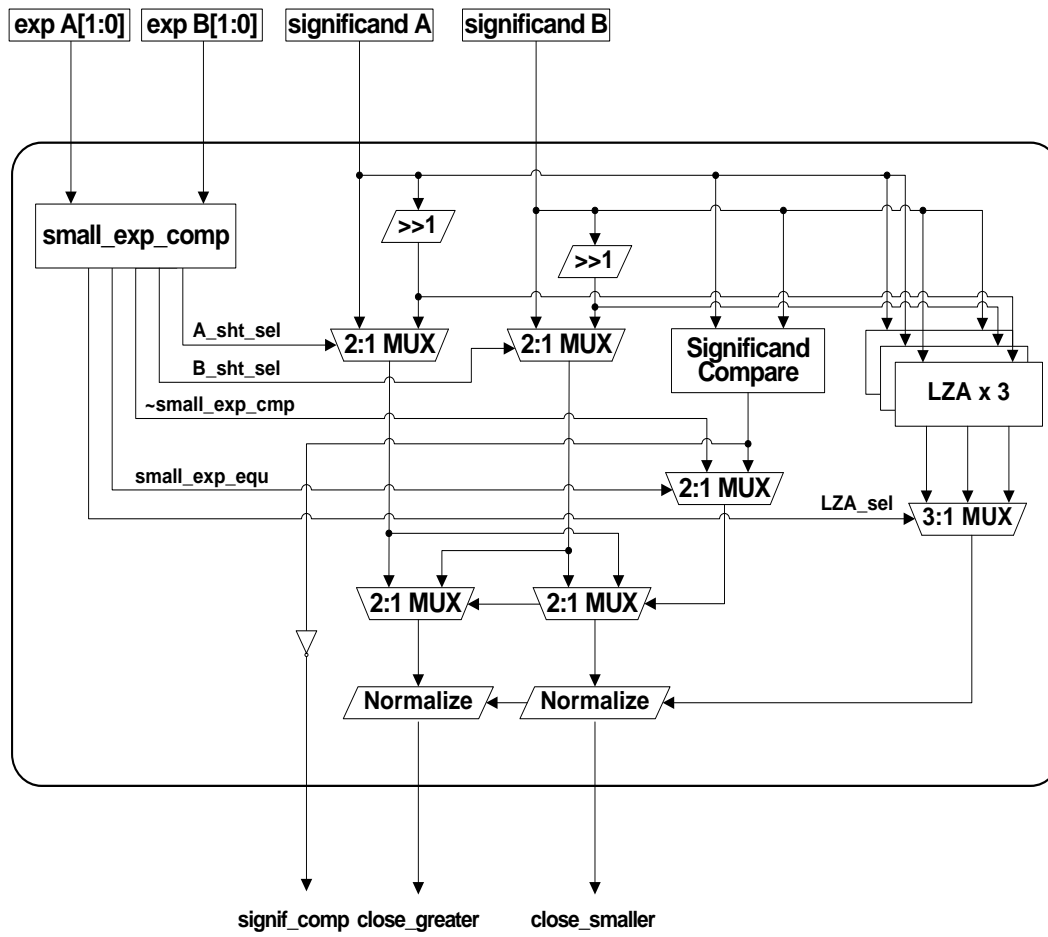 exp A[1:0] exp B[1:0] significand A significand B
small_exp_comp
>>1
>>1
A_sht_sel
2:1 MUX 2:1 MUX
Significand
Compare
B_sht_sel
LZA x 3
~small_exp_cmp
small_exp_equ
2:1 MUX
LZA_sel
3:1 MUX
2:1 MUX 2:1 MUX
Normalize Normalize
signif_comp close_greater close_smaller